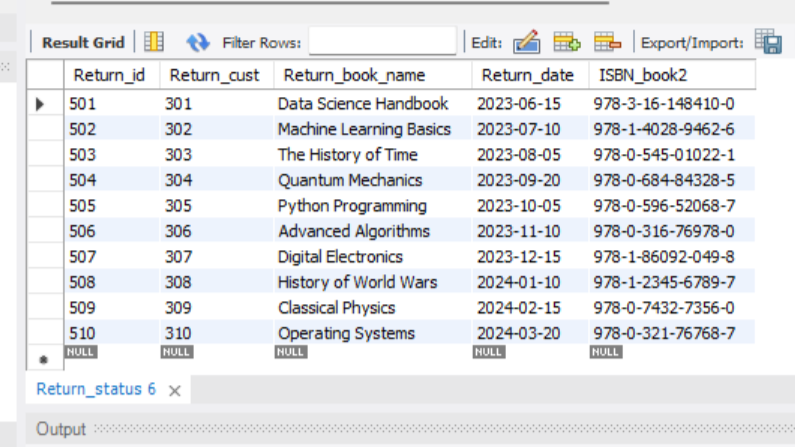 Result Grid Filter Rows: Edit: Export/Import:
Return_id Return_cust Return_book_name Return_date ISBN_book2
501 301 Data Science Handbook 2023-06-15 978-3-16-148410-0
502 302 Machine Learning Basics 2023-07-10 978-1-4028-9462-6
503 303 The History of Time 2023-08-05 978-0-545-01022-1
504 304 Quantum Mechanics 2023-09-20 978-0-684-84328-5
505 305 Python Programming 2023-10-05 978-0-596-52068-7
506 306 Advanced Algorithms 2023-11-10 978-0-316-76978-0
507 307 Digital Electronics 2023-12-15 978-1-86092-049-8
508 308 History of World Wars 2024-01-10 978-1-2345-6789-7
509 309 Classical Physics 2024-02-15 978-0-7432-7356-0
510 310 Operating Systems 2024-03-20 978-0-321-76768-7
NULL NULL NULL NULL NULL
Return_status 6
Output